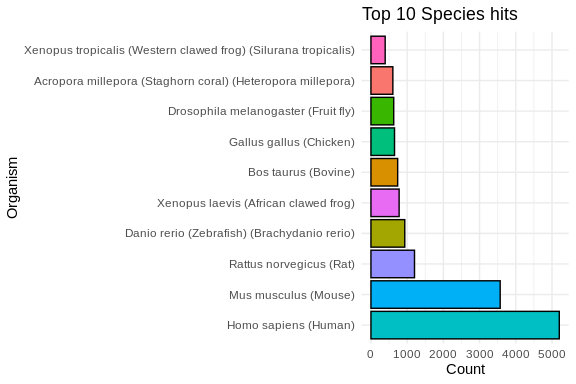 Top 10 Species hits
Organism
Xenopus tropicalis (Western clawed frog) (Silurana tropicalis)
Acropora millepora (Staghorn coral) (Heteropora millepora)
Drosophila melanogaster (Fruit fly)
Gallus gallus (Chicken)
Bos taurus (Bovine)
Xenopus laevis (African clawed frog)
Danio rerio (Zebrafish) (Brachydanio rerio)
Rattus norvegicus (Rat)
Mus musculus (Mouse)
Homo sapiens (Human)
0 1000 2000 3000 4000 5000
Count